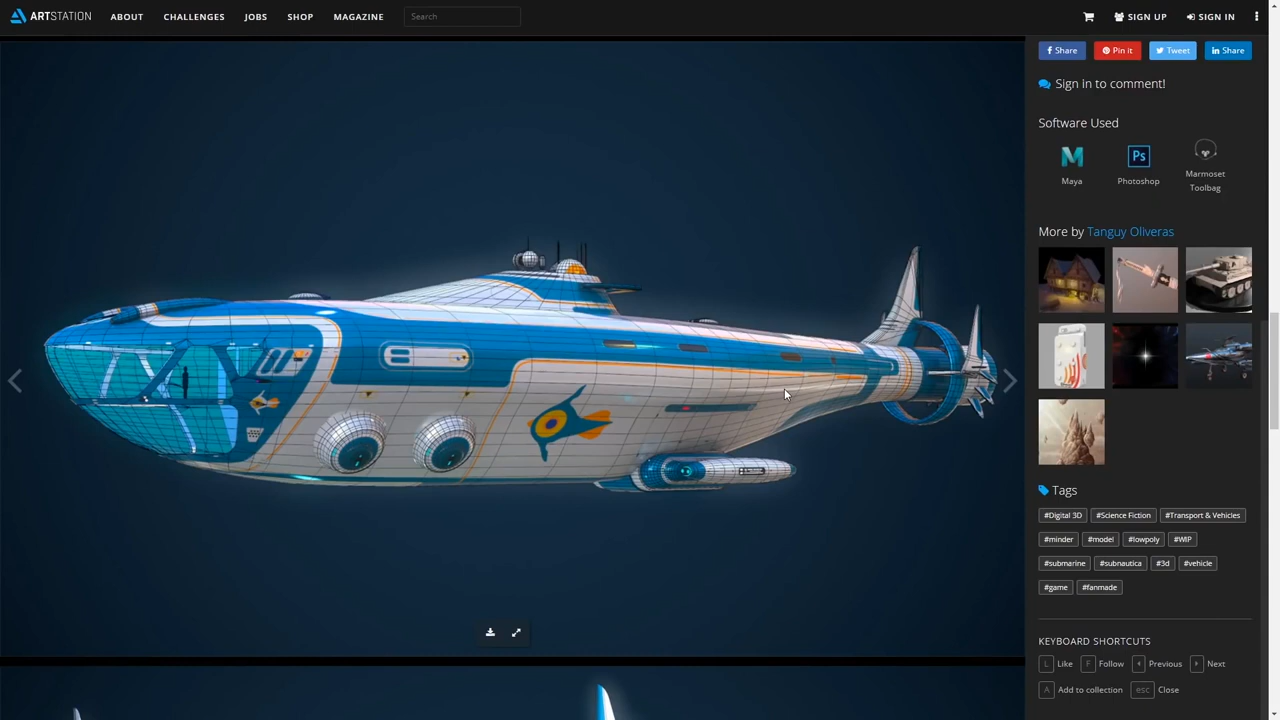 ARTSTATION ABOUT CHALLENGES JOBS SHOP MAGAZINE Search SIGN UP SIGN IN
Share Pin it Tweet Share
Sign in to comment!
Software Used
Ps
Maya Photoshop Marmoset
Toolbag
More by Tanguy Oliveras
Tags
#Digital 3D #Science Fiction #Transport & Vehicles
#minder #model #lowpoly #WIP
#submarine #subnautica #3d #vehicle
#game #fanmade
KEYBOARD SHORTCUTS
L Like F Follow Previous Next
A Add to collection esc Close